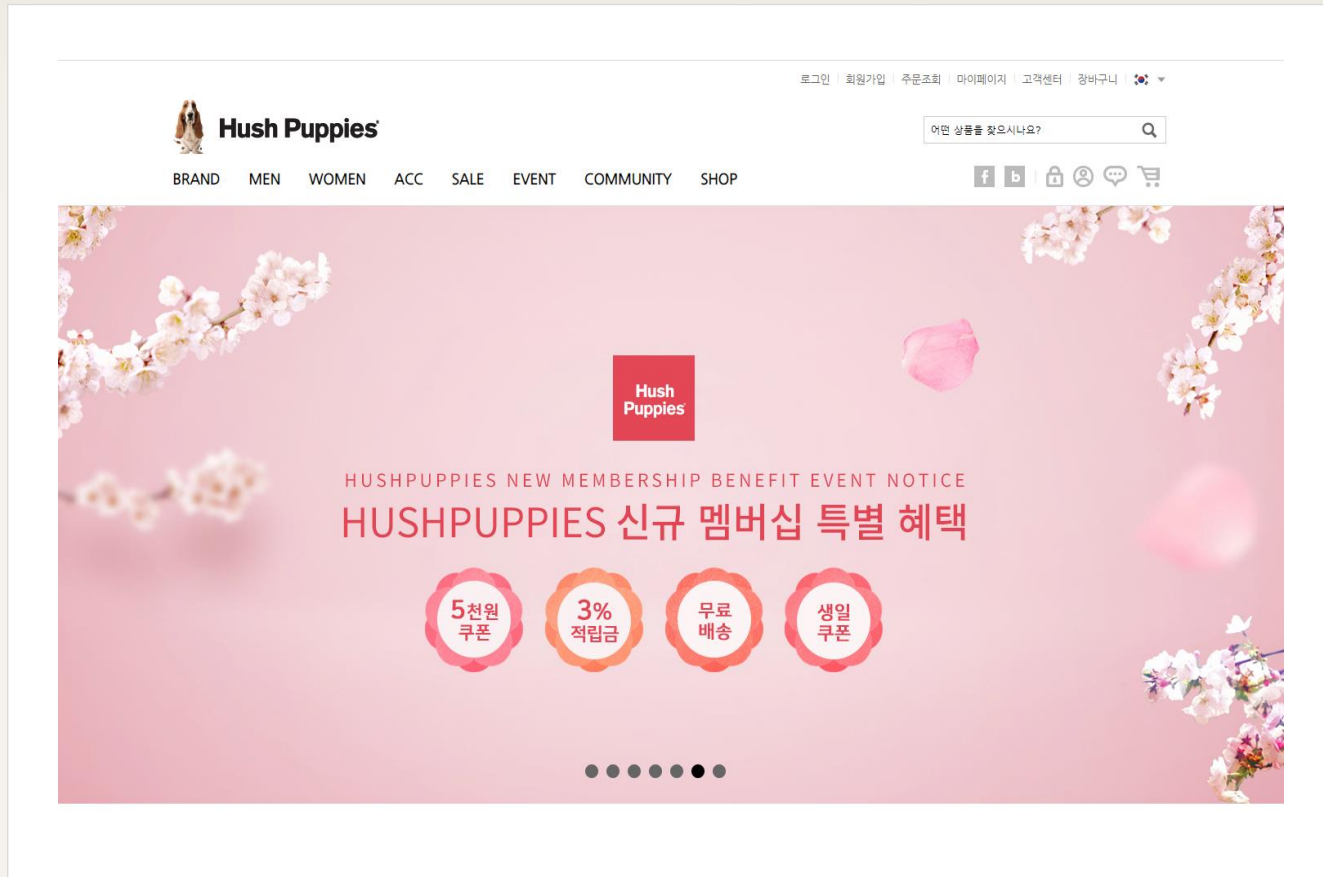 로그인 회원가입 주문조회 마이페이지 고객센터 장바구니
Hush Puppies
어떤 상품을 찾으시나요?
BRAND MEN WOMEN ACC SALE EVENT COMMUNITY SHOP
f b
Hush
Puppies
HUSHPUPPIES NEW MEMBERSHIP BENEFIT EVENT NOTICE
HUSHPUPPIES 신규 멤버십 특별 혜택
5천원
쿠폰
3%
적립금
무료
배송
생일
쿠폰